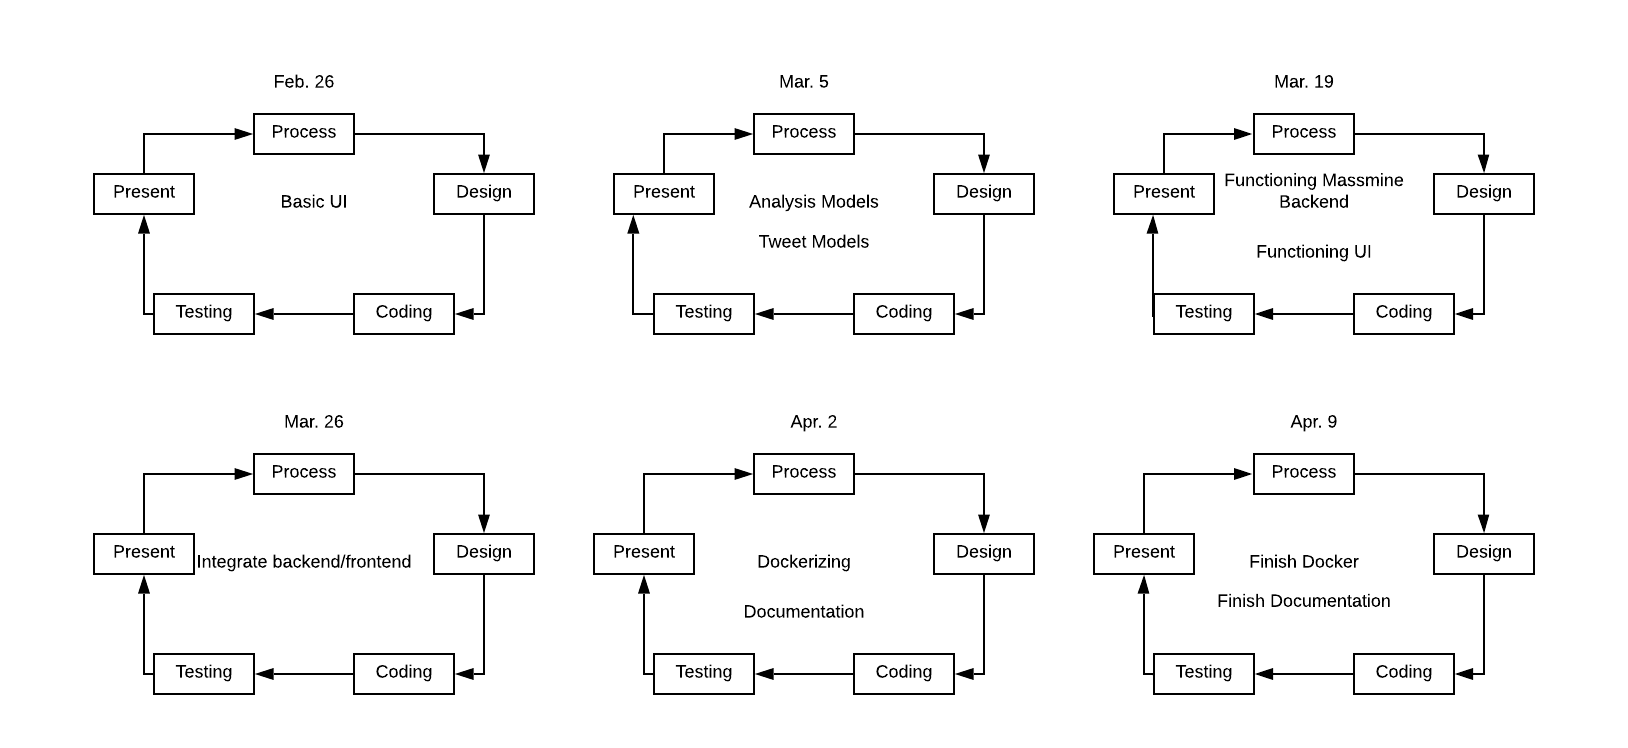 Feb. 26
Process
Present
Design
Basic UI
Testing
Coding
Mar. 5
Process
Present
Design
Analysis Models
Tweet Models
Testing
Coding
Mar. 19
Process
Present
Functioning Massmine
Backend
Design
Functioning UI
Testing
Coding
Mar. 26
Process
Present
Design
Integrate backend/frontend
Testing
Coding
Apr. 2
Process
Present
Design
Dockerizing
Documentation
Testing
Coding
Apr. 9
Process
Present
Design
Finish Docker
Finish Documentation
Testing
Coding